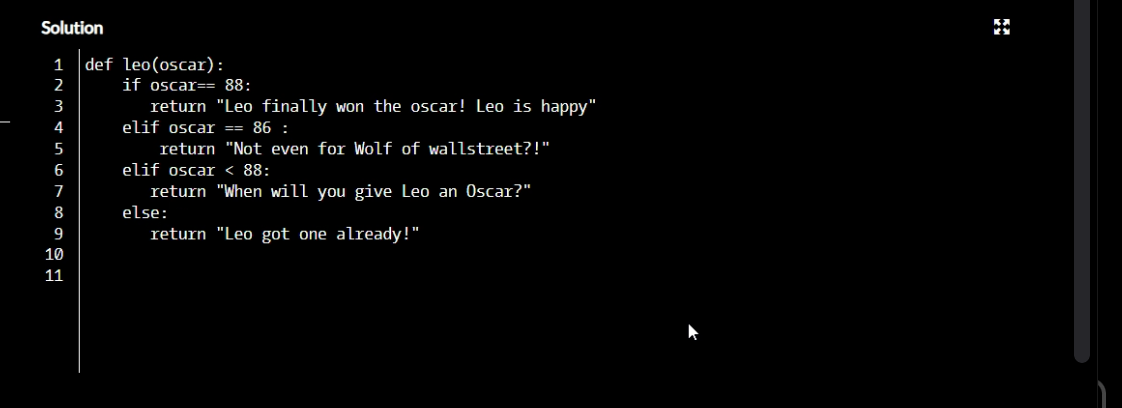 Solution
1 def leo(oscar):
2     if oscar== 88:
3        return "Leo finally won the oscar! Leo is happy"
4     elif oscar == 86 :
5         return "Not even for Wolf of wallstreet?!"
6     elif oscar < 88:
7        return "When will you give Leo an Oscar?"
8     else:
9        return "Leo got one already!"
10
11